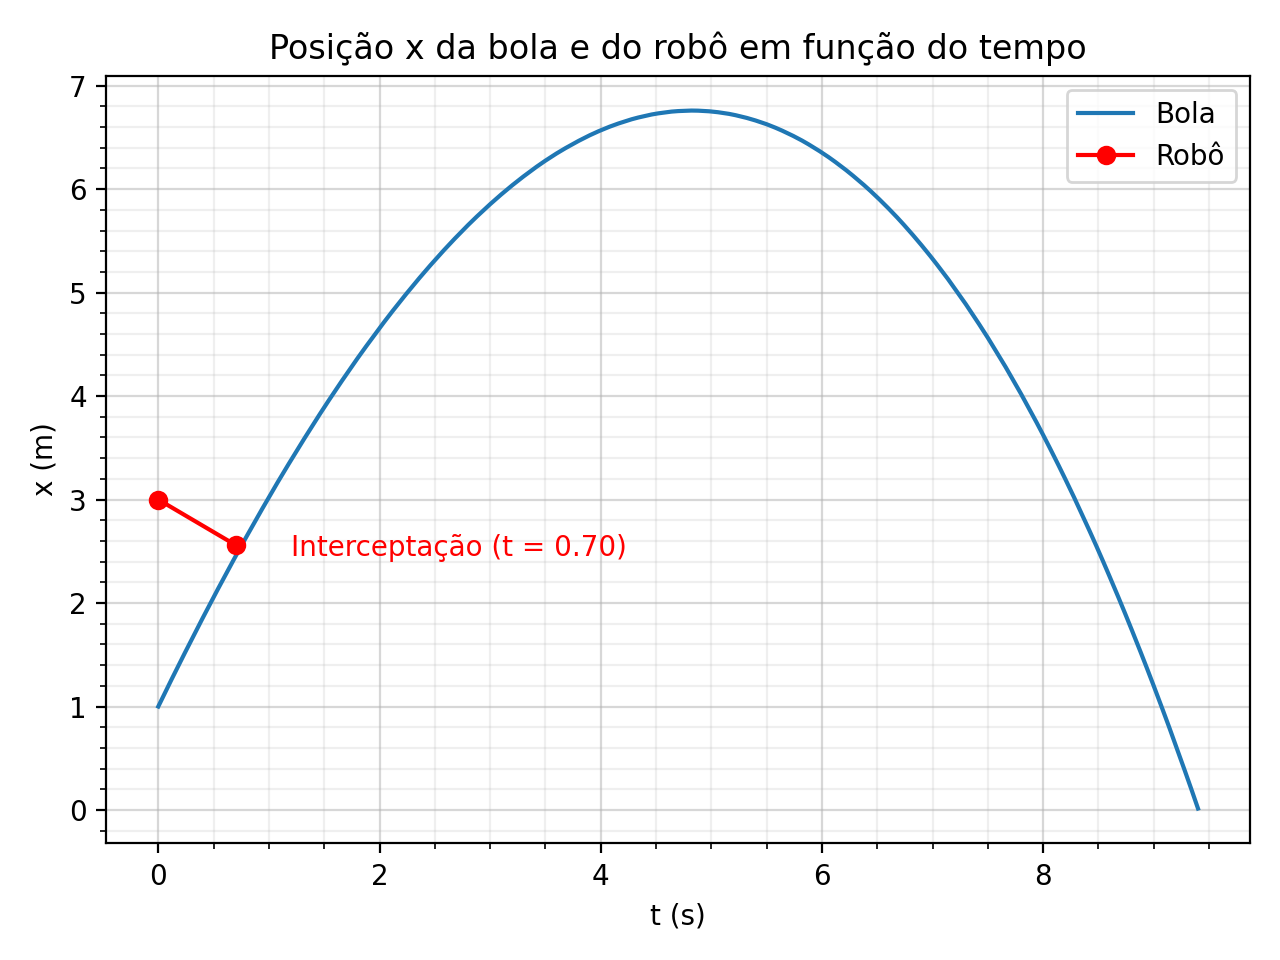 Posição x da bola e do robô em função do tempo
7
6
5
4
3
2
1
0
x (m)
Bola
Robô
Interceptação (t = 0.70)
0 2 4 6 8
t (s)